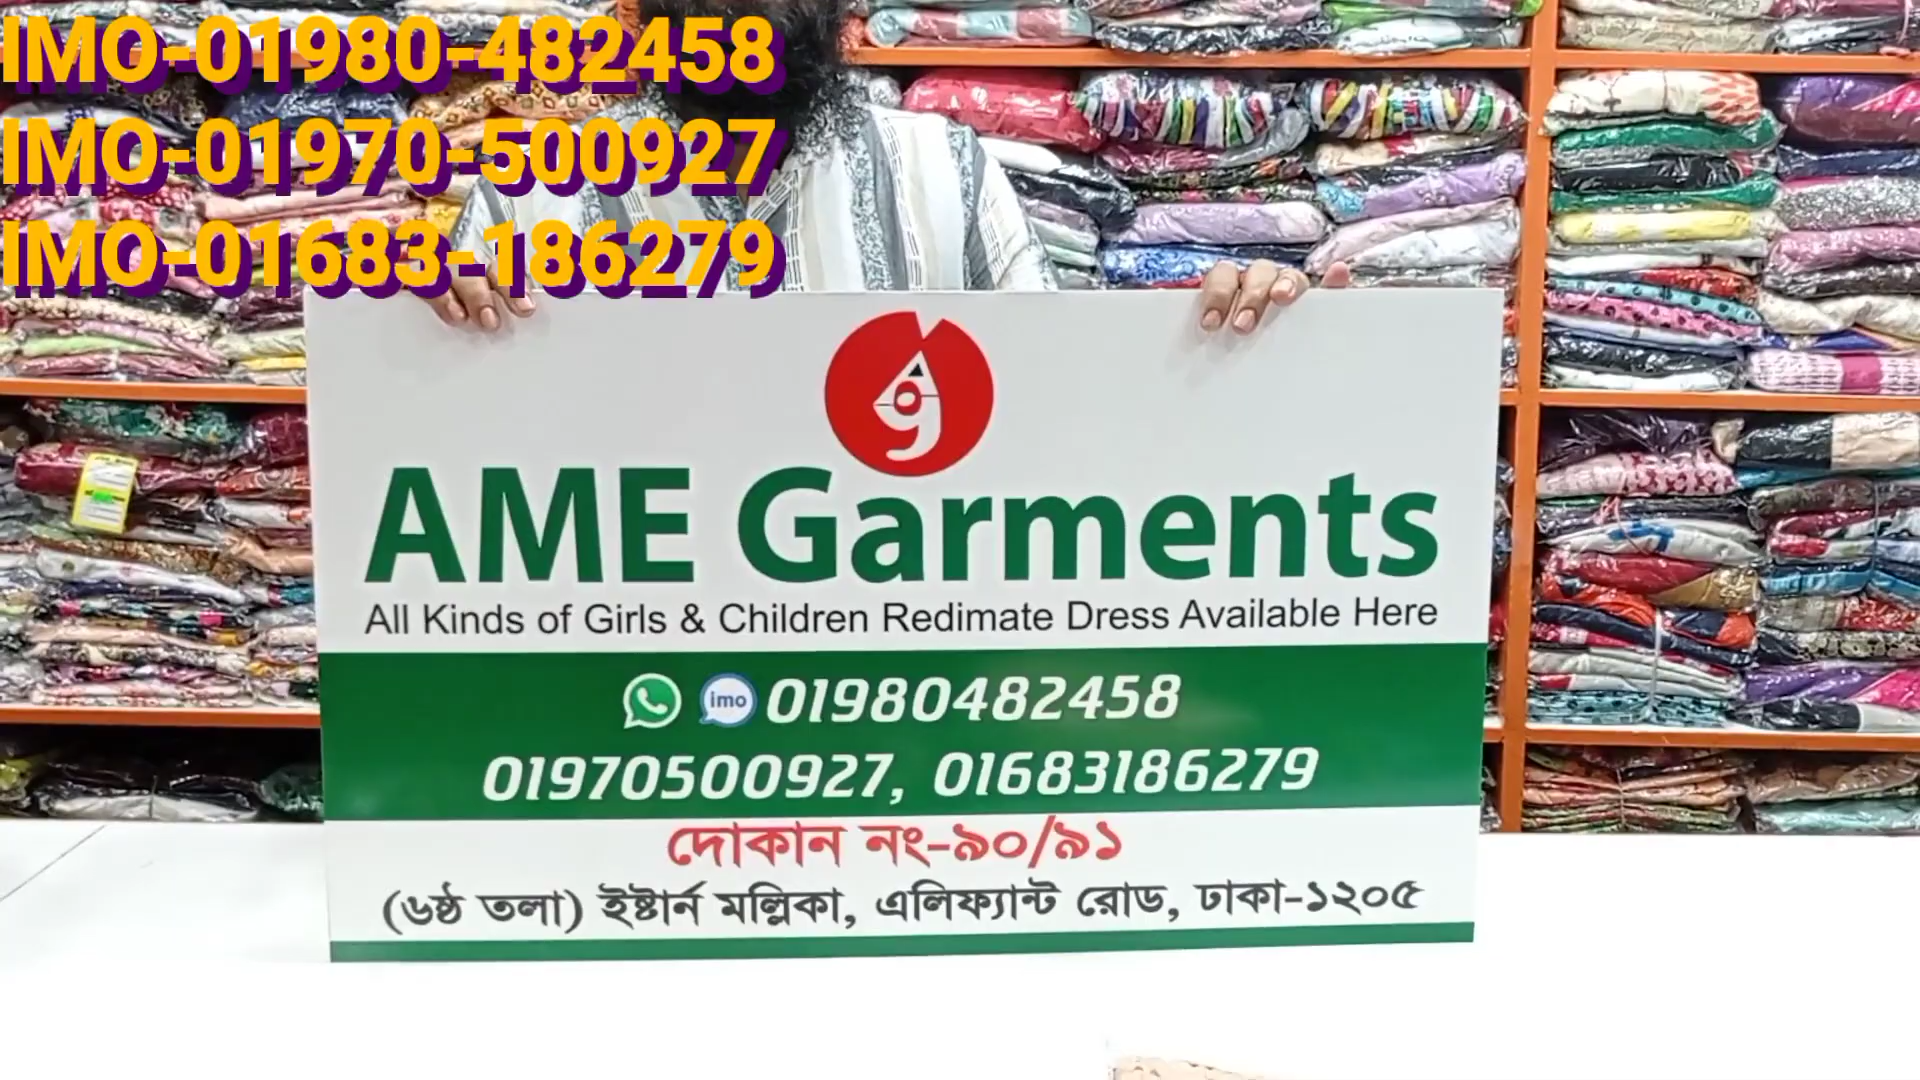 IMO-01980-482458
IMO-01970-500927
IMO-01683-186279
AME Garments
All Kinds of Girls & Children Redimate Dress Available Here
imo 01980482458
01970500927, 01683186279
দোকান নং-৯০/৯১
(৬ষ্ঠ তলা) ইষ্টার্ন মল্লিকা, এলিফ্যান্ট রোড, ঢাকা-১২০৫